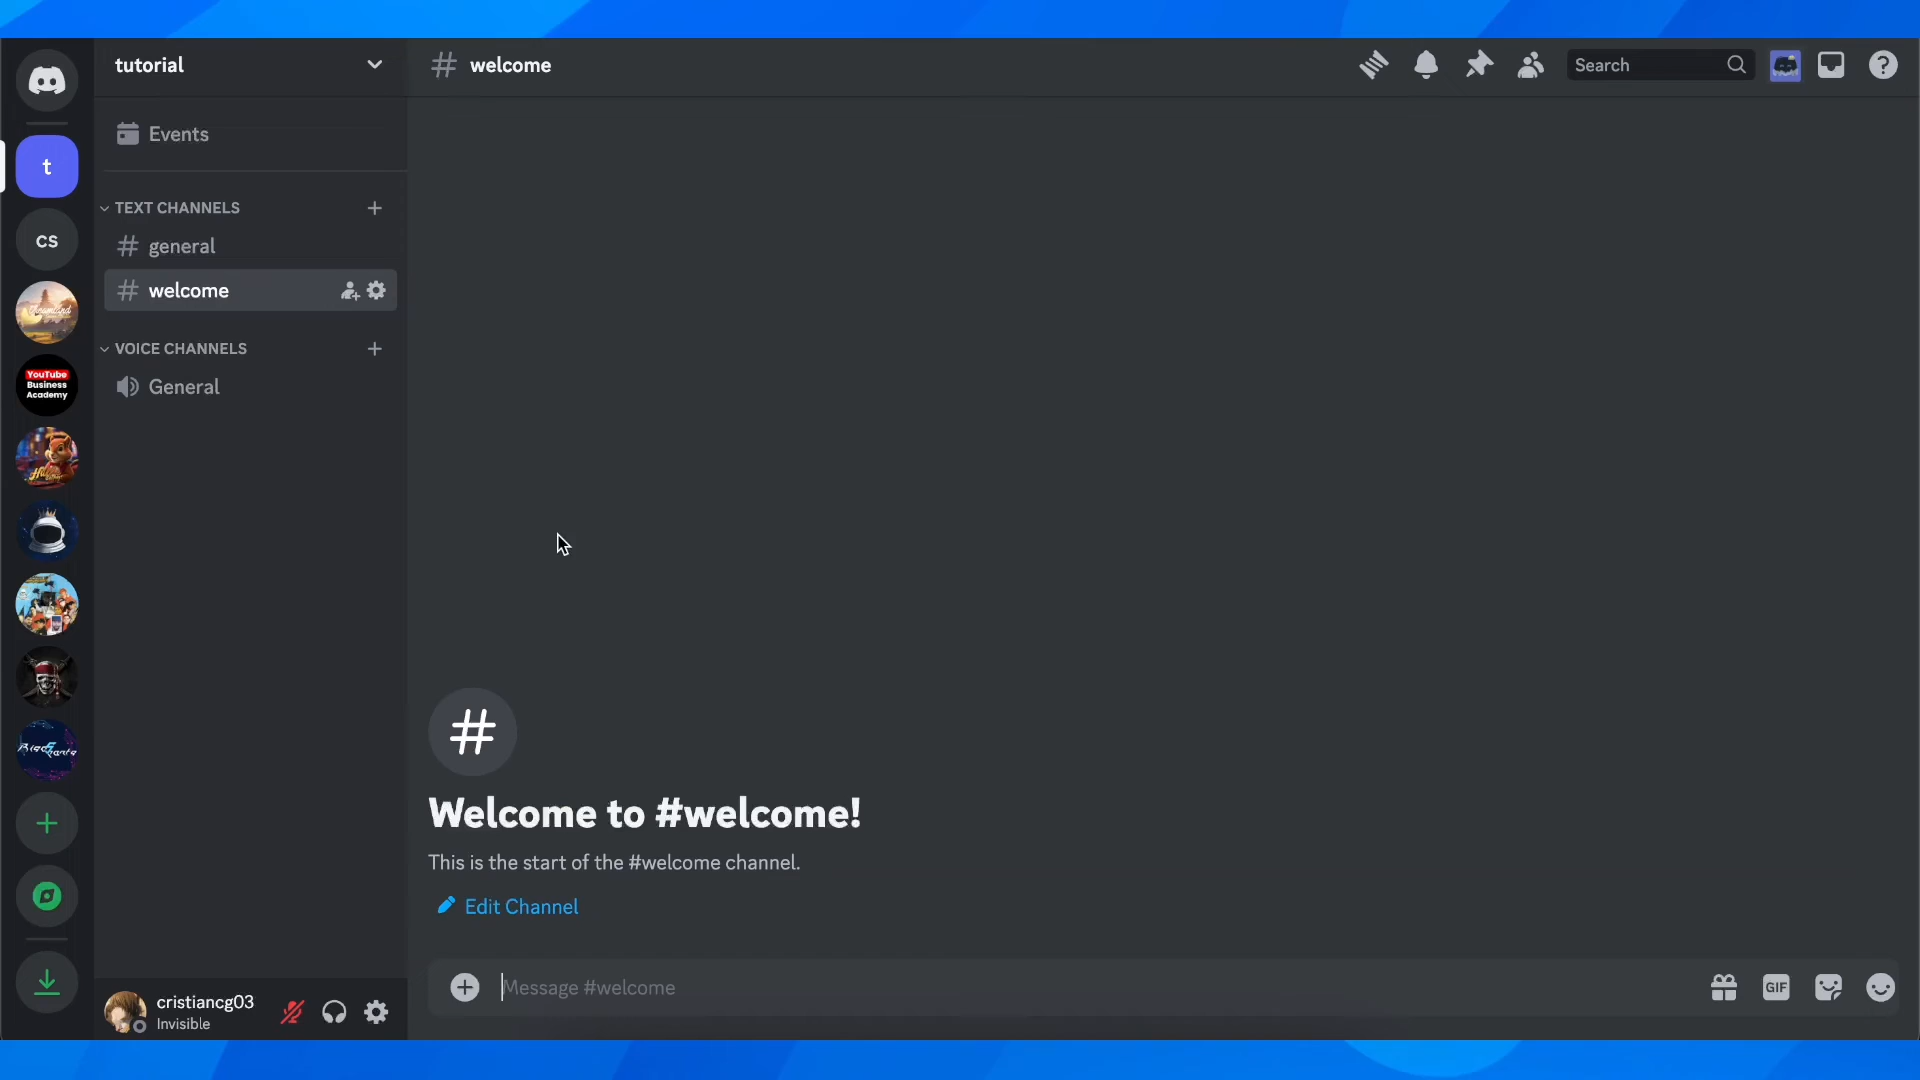 tutorial
welcome
Search
Events
t
TEXT CHANNELS
general
cs
welcome
VOICE CHANNELS
General
YouTube
Business
Academy
Welcome to #welcome!
This is the start of the #welcome channel.
Edit Channel
Message #welcome
GIF
cristiancg03
Invisible